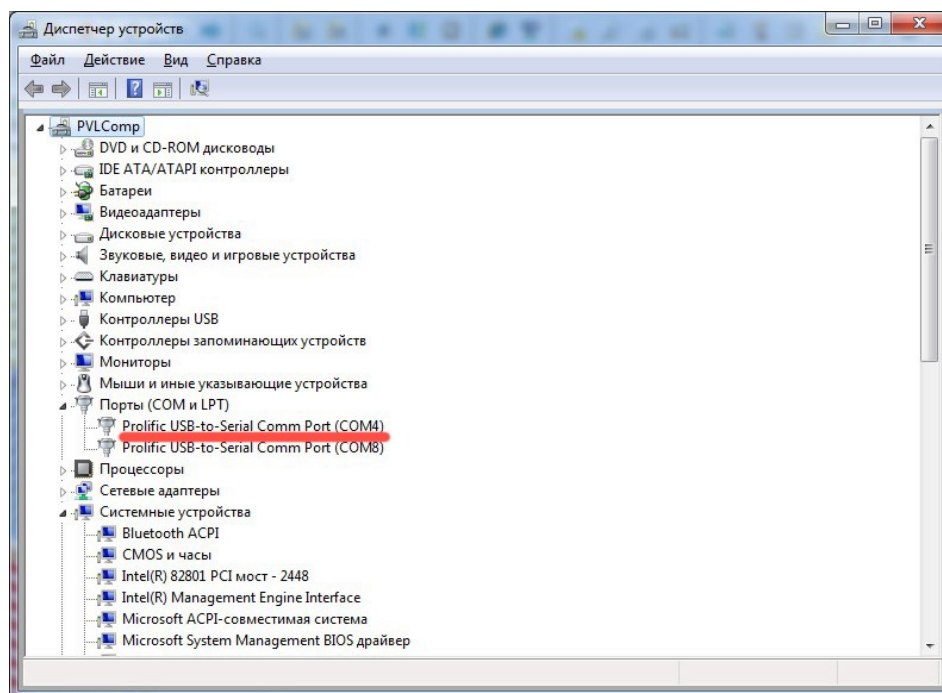 Диспетчер устройств
Файл Действие Вид Справка
PVLComp
DVD и CD-ROM дисководы
IDE ATA/ATAPI контроллеры
Батареи
Видеоадаптеры
Дисковые устройства
Звуковые, видео и игровые устройства
Клавиатуры
Компьютер
Контроллеры USB
Контроллеры запоминающих устройств
Мониторы
Мыши и иные указывающие устройства
Порты (COM и LPT)
Prolific USB-to-Serial Comm Port (COM4)
Prolific USB-to-Serial Comm Port (COM8)
Процессоры
Сетевые адаптеры
Системные устройства
Bluetooth ACPI
CMOS и часы
Intel(R) 82801 PCI мост - 2448
Intel(R) Management Engine Interface
Microsoft ACPI-совместимая система
Microsoft System Management BIOS драйвер